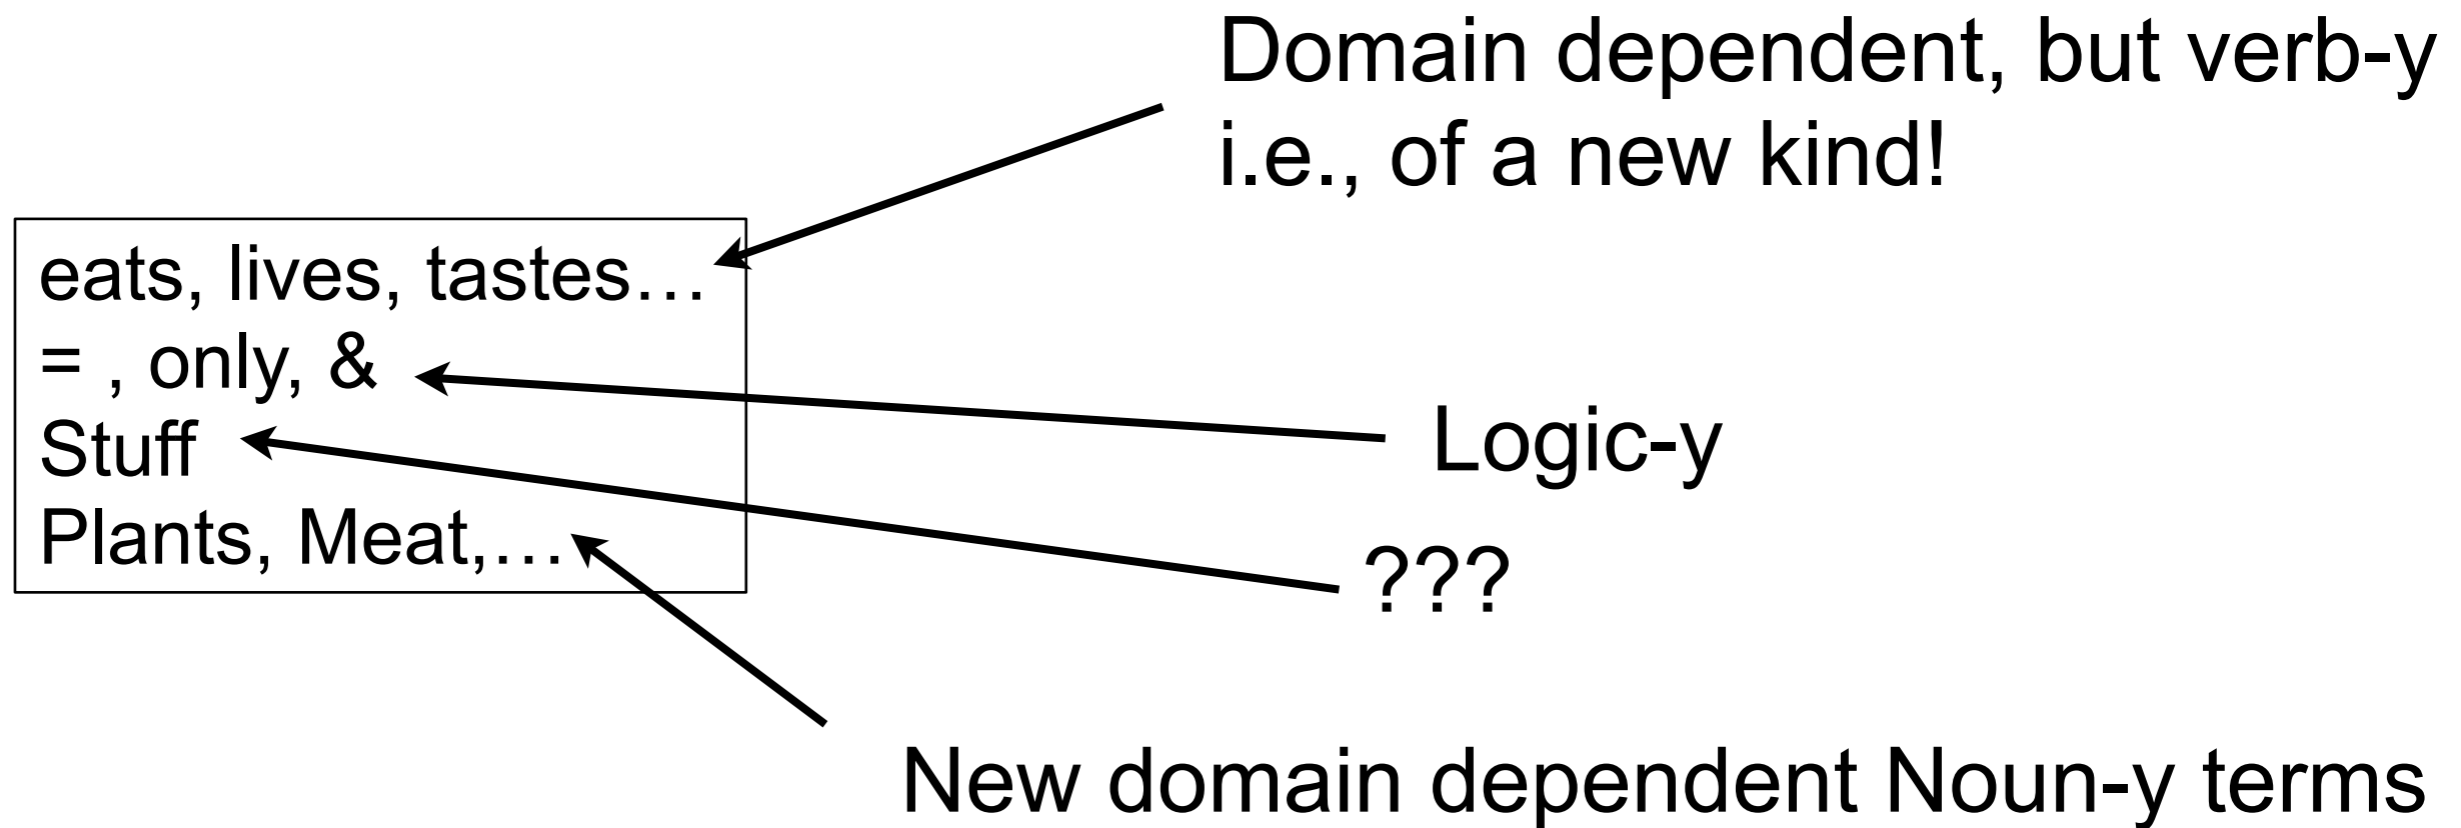 Domain dependent, but verb-y
i.e., of a new kind!
eats, lives, tastes…
= , only, &
Stuff
Plants, Meat,…
Logic-y
???
New domain dependent Noun-y terms